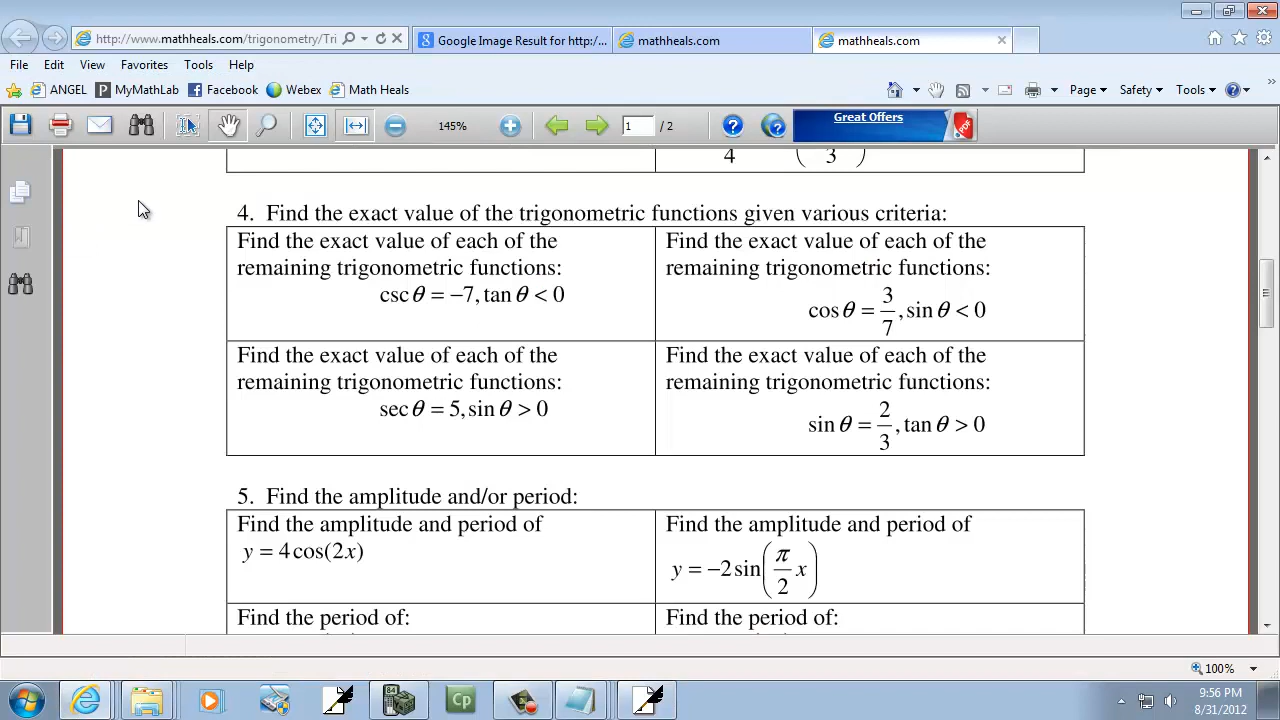 http://www.mathheals.com/trigonometry/Tri
Google Image Result for http:/...
mathheals.com
mathheals.com
File Edit View Favorites Tools Help
ANGEL MyMathLab Facebook Webex Math Heals
Page Safety Tools
145% 1 / 2 Great Offers
4 ( 3 )
4. Find the exact value of the trigonometric functions given various criteria:
Find the exact value of each of the
remaining trigonometric functions:
csc θ = −7, tan θ < 0
Find the exact value of each of the
remaining trigonometric functions:
cos θ = 3/7, sin θ < 0
Find the exact value of each of the
remaining trigonometric functions:
sec θ = 5, sin θ > 0
Find the exact value of each of the
remaining trigonometric functions:
sin θ = 2/3, tan θ > 0
5. Find the amplitude and/or period:
Find the amplitude and period of
y = 4 cos(2x)
Find the amplitude and period of
y = −2 sin(π/2 x)
Find the period of:
Find the period of:
100%
9:56 PM
8/31/2012